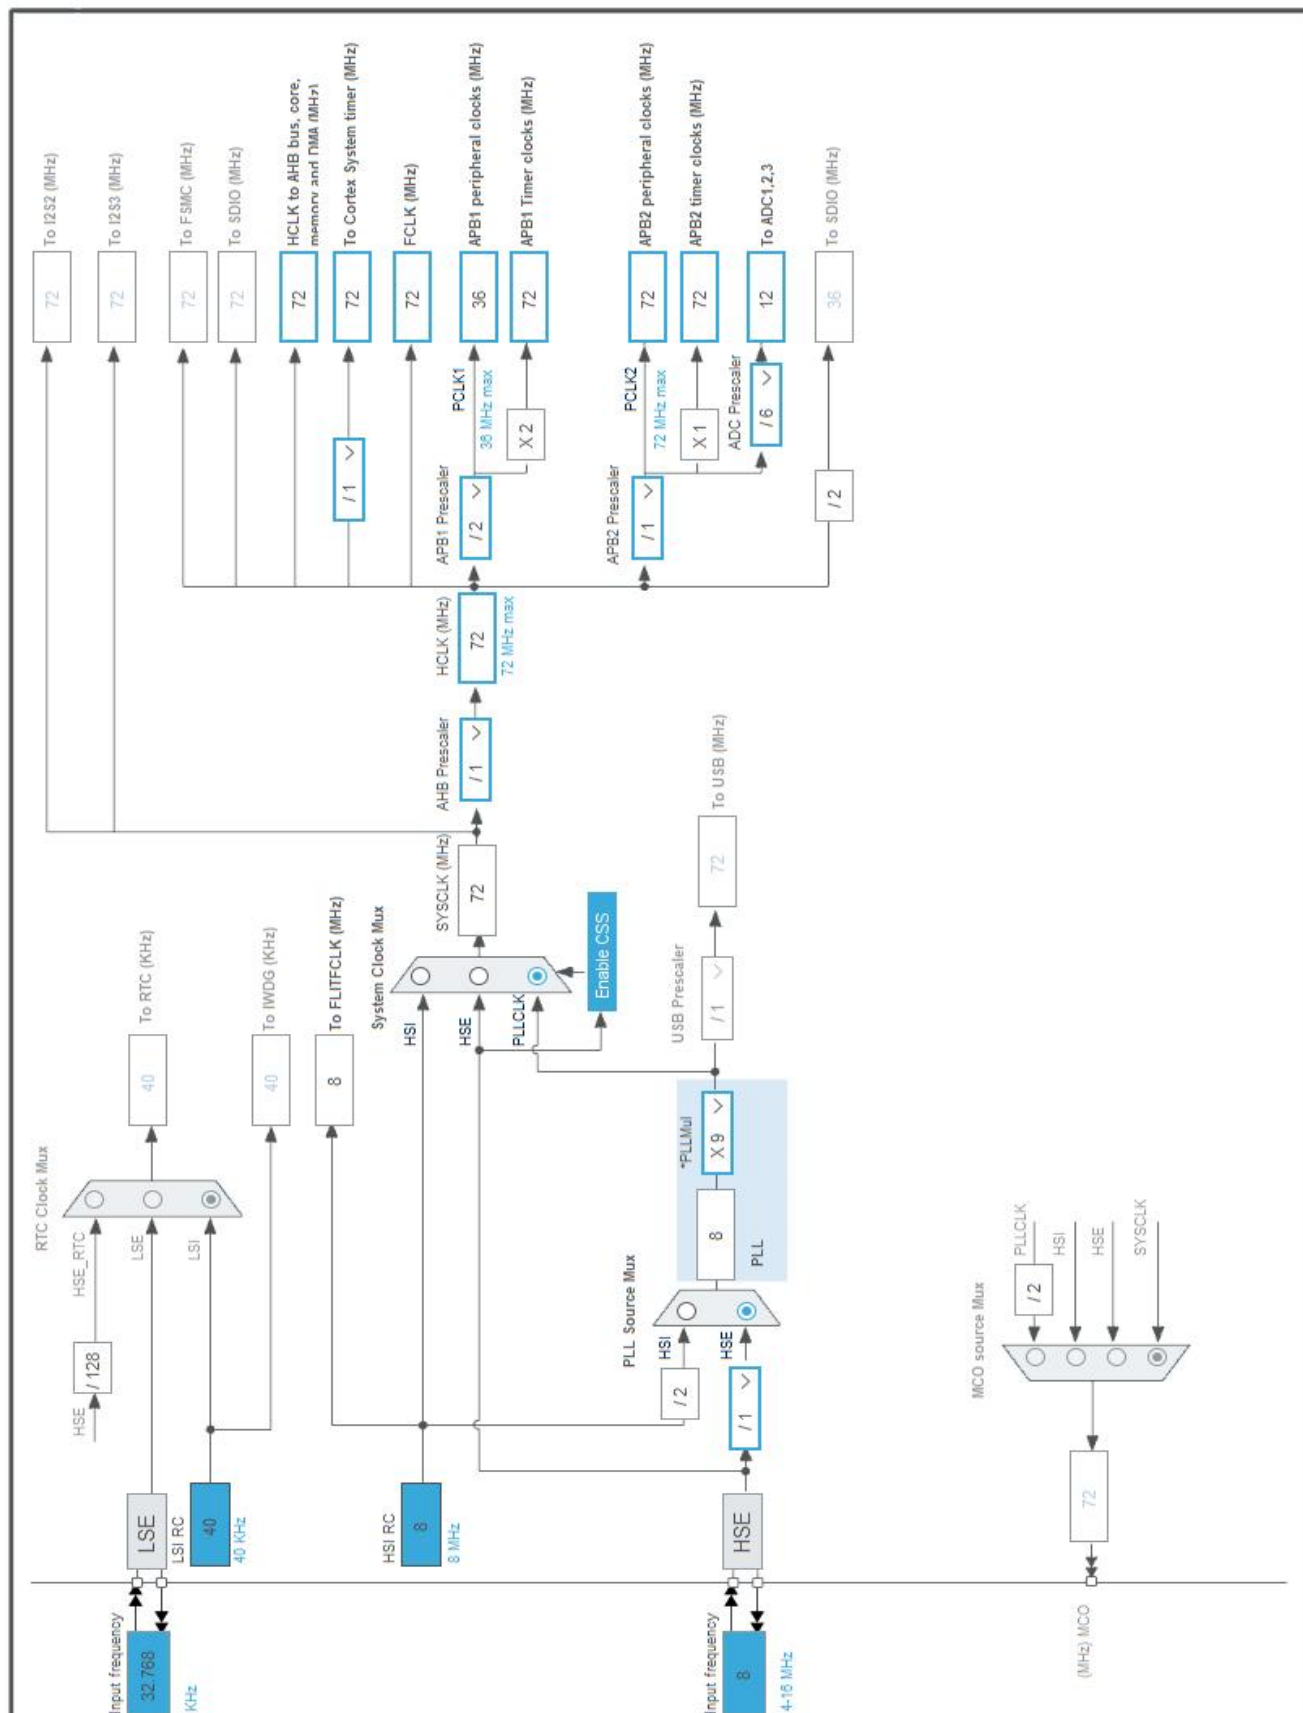 Input frequency
32.768
KHz
LSE
LSI RC
40
40 KHz
HSE
/ 128
HSE_RTC
LSE
LSI
RTC Clock Mux
40
To RTC (KHz)
40
To IWDG (KHz)
8
To FLITFCLK (MHz)
HSI RC
8
8 MHz
Input frequency
8
4-16 MHz
HSE
/ 2
HSI
/ 1
HSE
PLL Source Mux
8
PLL
*PLLMul
X 9
USB Prescaler
/ 1
72
To USB (MHz)
System Clock Mux
HSI
HSE
PLLCLK
Enable CSS
SYSCLK (MHz)
72
AHB Prescaler
/ 1
HCLK (MHz)
72
72 MHz max
72
To I2S2 (MHz)
72
To I2S3 (MHz)
72
To FSMC (MHz)
72
To SDIO (MHz)
72
HCLK to AHB bus, core,
memory and DMA (MHz)
/ 1
72
To Cortex System timer (MHz)
72
FCLK (MHz)
APB1 Prescaler
/ 2
PCLK1
36 MHz max
36
APB1 peripheral clocks (MHz)
X 2
72
APB1 Timer clocks (MHz)
APB2 Prescaler
/ 1
PCLK2
72 MHz max
72
APB2 peripheral clocks (MHz)
X 1
72
APB2 timer clocks (MHz)
ADC Prescaler
/ 6
12
To ADC1,2,3
/ 2
36
To SDIO (MHz)
MCO source Mux
PLLCLK
/ 2
HSI
HSE
SYSCLK
72
(MHz) MCO